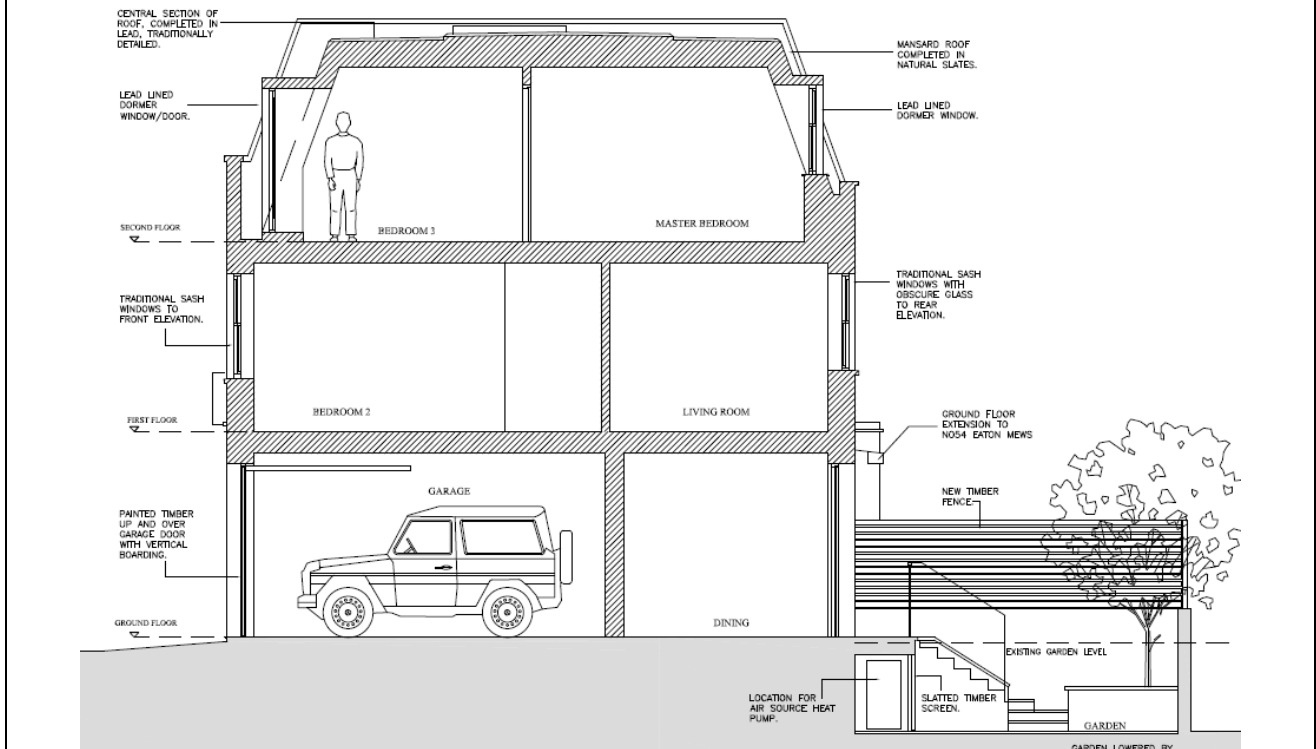 CENTRAL SECTION OF
ROOF, COMPLETED IN
LEAD, TRADITIONALLY
DETAILED.
MANSARD ROOF
COMPLETED IN
NATURAL SLATES.
LEAD LINED
DORMER
WINDOW/DOOR.
LEAD LINED
DORMER WINDOW.
SECOND FLOOR
BEDROOM 3
MASTER BEDROOM
TRADITIONAL SASH
WINDOWS TO
FRONT ELEVATION.
TRADITIONAL SASH
WINDOWS WITH
OBSCURE GLASS
TO REAR
ELEVATION.
FIRST FLOOR
BEDROOM 2
LIVING ROOM
GROUND FLOOR
EXTENSION TO
NO54 EATON MEWS
GARAGE
NEW TIMBER
FENCE.
PAINTED TIMBER
UP AND OVER
GARAGE DOOR
WITH VERTICAL
BOARDING.
GROUND FLOOR
DINING
EXISTING GARDEN LEVEL
LOCATION FOR
AIR SOURCE HEAT
PUMP.
SLATTED TIMBER
SCREEN.
GARDEN
GARDEN LOWERED BY